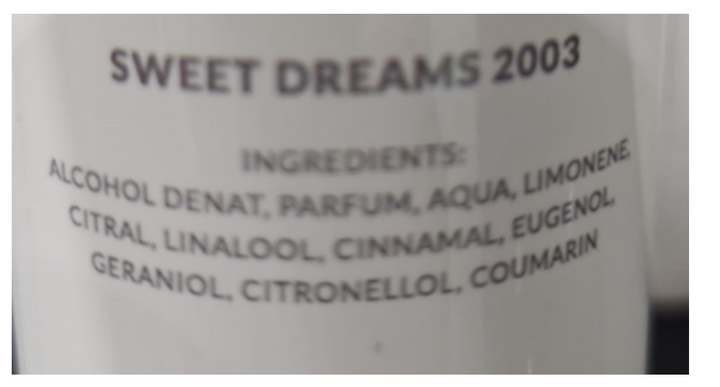 SWEET DREAMS 2003
INGREDIENTS:
ALCOHOL DENAT, PARFUM, AQUA, LIMONENE,
CITRAL, LINALOOL, CINNAMAL, EUGENOL,
GERANIOL, CITRONELLOL, COUMARIN